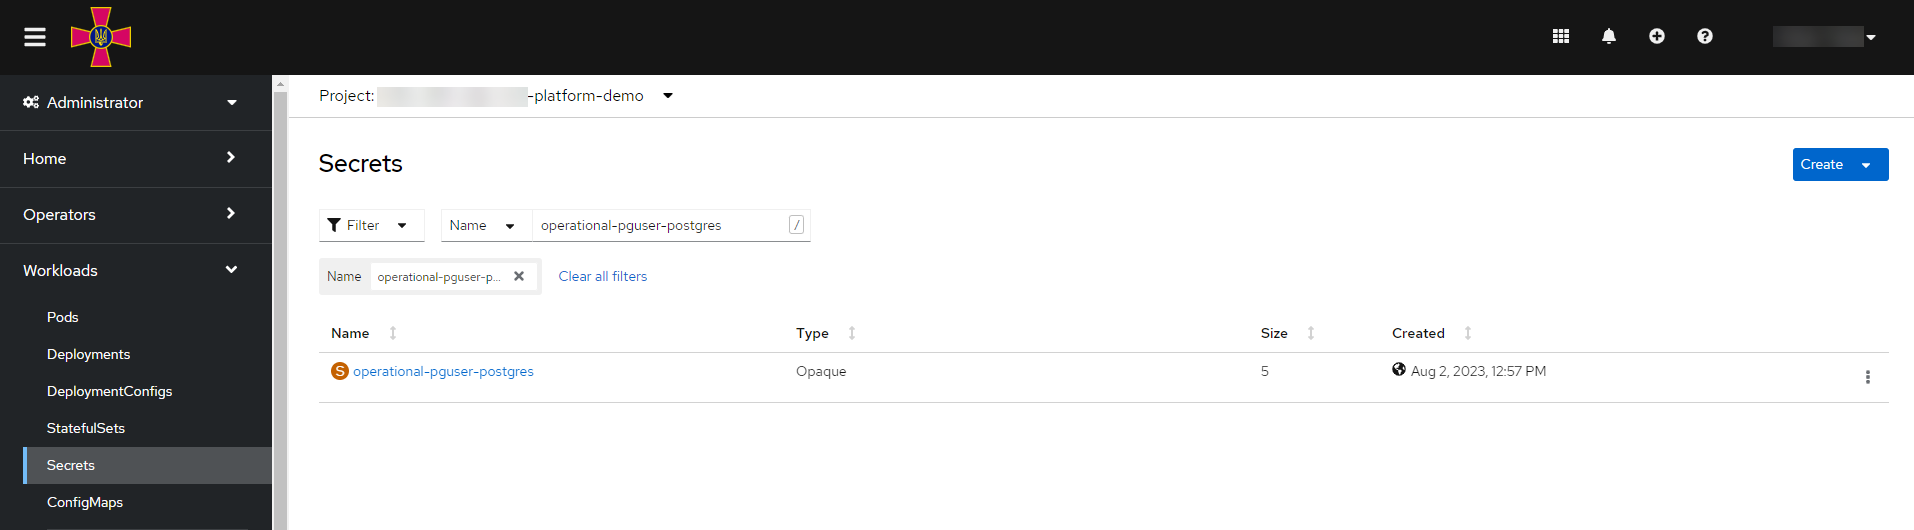 Administrator
Home
Operators
Workloads
Pods
Deployments
DeploymentConfigs
StatefulSets
Secrets
ConfigMaps
Project: -platform-demo
Secrets
Create
Filter Name operational-pguser-postgres /
Name operational-pguser-p... Clear all filters
Name Type Size Created
S operational-pguser-postgres Opaque 5 Aug 2, 2023, 12:57 PM